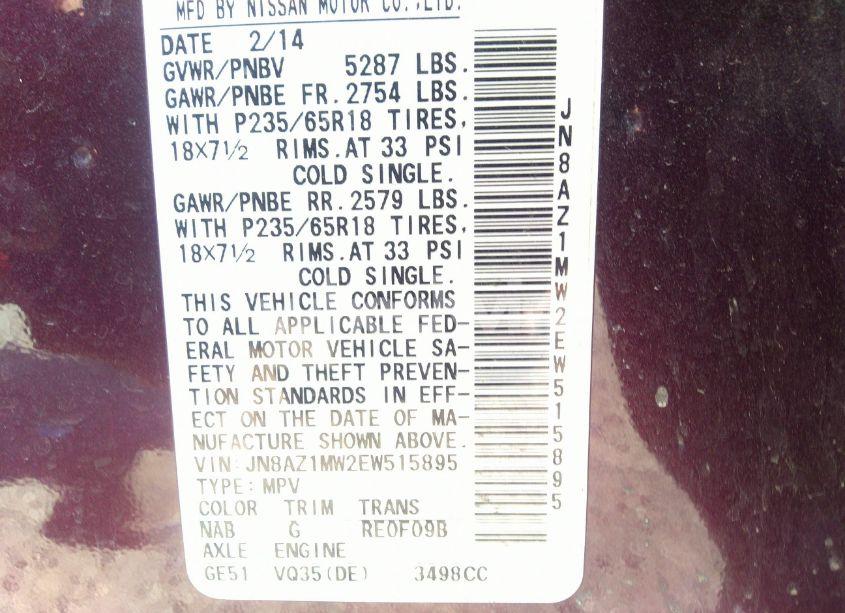 MFD BY NISSAN MOTOR CO.,LTD.
DATE 2/14
GVWR/PNBV 5287 LBS.
GAWR/PNBE FR.2754 LBS.
WITH P235/65R18 TIRES,
18X7½ RIMS.AT 33 PSI
COLD SINGLE.
GAWR/PNBE RR.2579 LBS.
WITH P235/65R18 TIRES,
18X7½ RIMS.AT 33 PSI
COLD SINGLE.
THIS VEHICLE CONFORMS
TO ALL APPLICABLE FED-
ERAL MOTOR VEHICLE SA-
FETY AND THEFT PREVEN-
TION STANDARDS IN EFF-
ECT ON THE DATE OF MA-
NUFACTURE SHOWN ABOVE.
VIN:JN8AZ1MW2EW515895
TYPE:MPV
COLOR TRIM TRANS
NAB G RE0F09B
AXLE ENGINE
GE51 VQ35(DE) 3498CC
JN8AZ1MW2EW515895